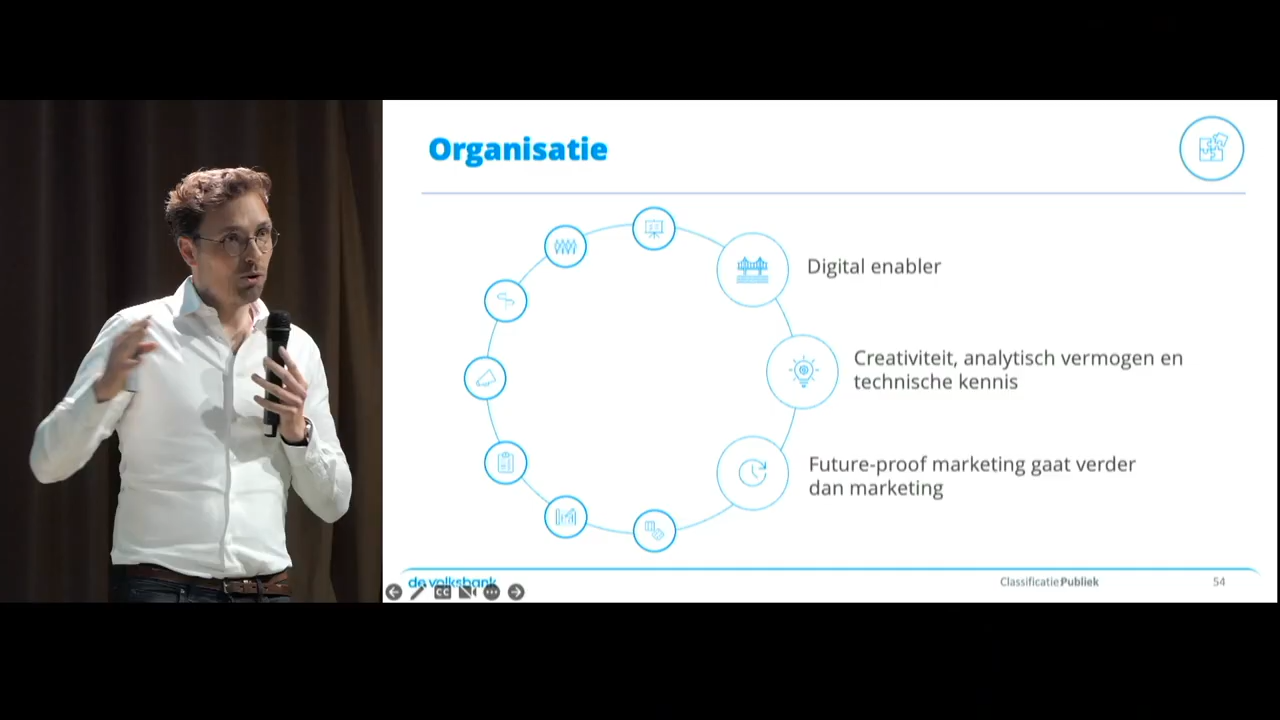 Organisatie
Digital enabler
Creativiteit, analytisch vermogen en
technische kennis
Future-proof marketing gaat verder
dan marketing
de volksbank
Classificatie Publiek
54
CC